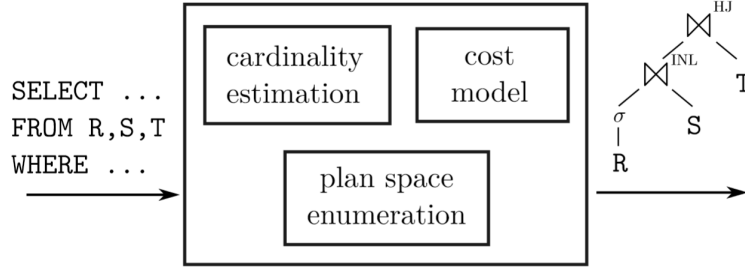 SELECT ...
FROM R,S,T
WHERE ...
cardinality
estimation
cost
model
plan space
enumeration
⋈ HJ
⋈ INL
T
σ
S
R